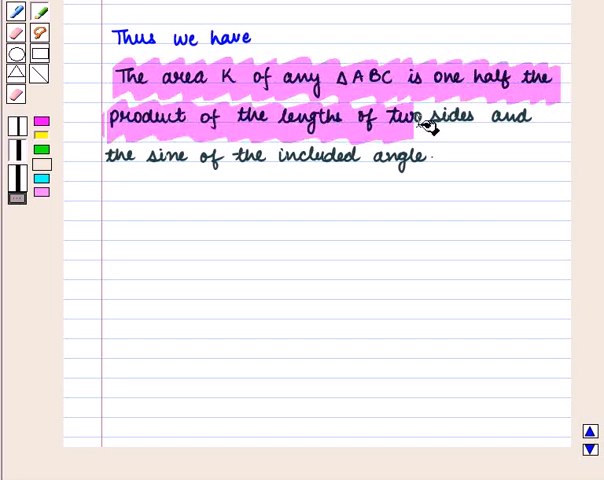 Thus we have
The area K of any △ABC is one half the
product of the lengths of two sides and
the sine of the included angle.